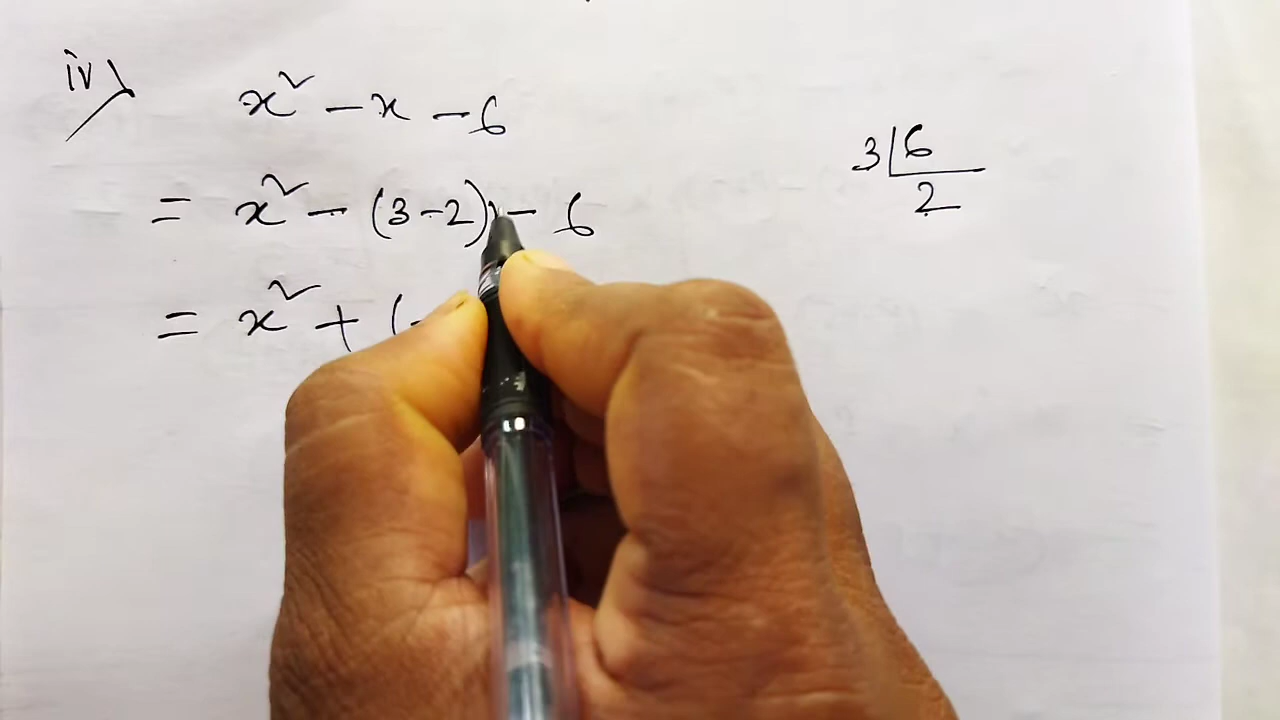 iv) x² - x - 6
= x² - (3-2)x - 6
= x² + (-
3|6
2